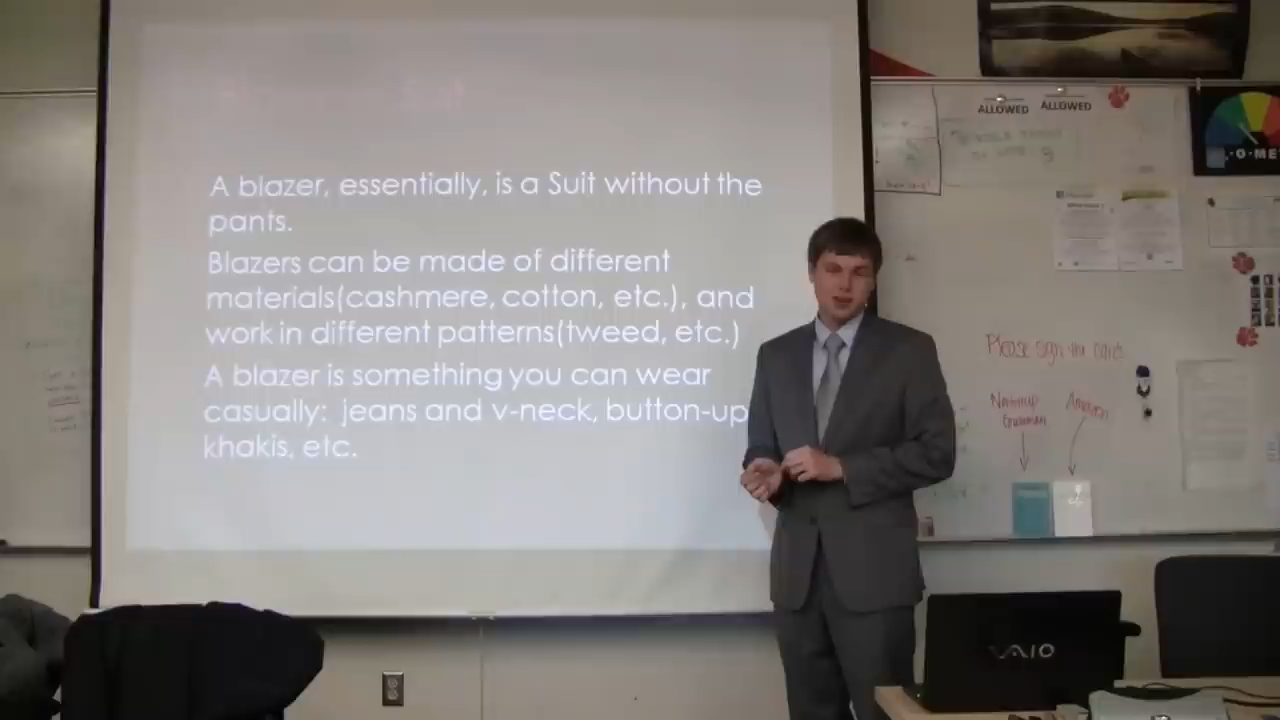 A blazer, essentially, is a Suit without the
pants.
Blazers can be made of different
materials(cashmere, cotton, etc.), and
work in different patterns(tweed, etc.)
A blazer is something you can wear
casually:  jeans and v-neck, button-up
khakis, etc.
ALLOWED
ALLOWED
Please sign the
VAIO